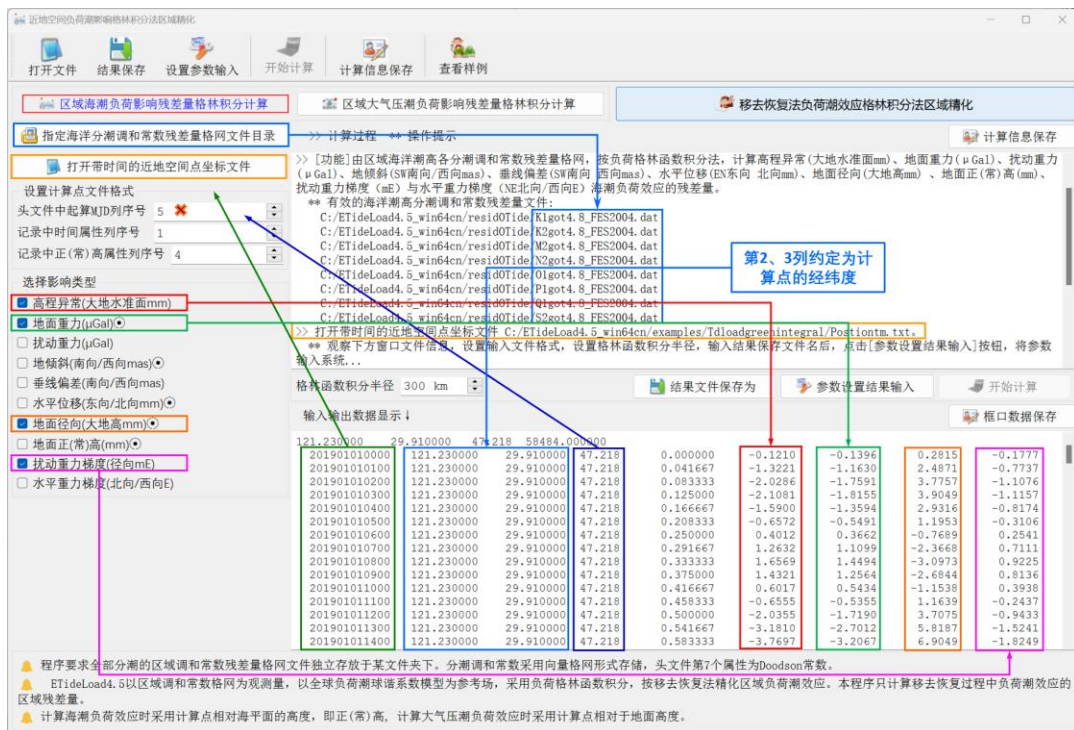 近地空间负荷潮影响格林积分法区域精化
打开文件 结果保存 设置参数输入 开始计算 计算信息保存 查看样例
区域海潮负荷影响残差量格林积分计算 区域大气压潮负荷影响残差量格林积分计算 移去恢复法负荷潮效应格林积分法区域精化
指定海洋分潮调和常数残差量格网文件目录 >> 计算过程 ** 操作提示 计算信息保存
打开带时间的近地空间点坐标文件
设置计算点文件格式
头文件中起算MJD列序号 5
记录中时间属性列序号 1
记录中正(常)高属性列序号 4
选择影响类型
高程异常(大地水准面mm)
地面重力(μGal)
扰动重力(μGal)
地倾斜(南向/西向mas)
垂线偏差(南向/西向mas)
水平位移(东向/北向mm)
地面径向(大地高mm)
地面正(常)高(mm)
扰动重力梯度(径向mE)
水平重力梯度(北向/西向E)
>> [功能]由区域海洋潮高各分潮调和常数残差量格网，按负荷格林函数积分法，计算高程异常(大地水准面mm)、地面重力(μGal)、扰动重力
(μGal)、地倾斜(SW南向/西向mas)、垂线偏差(SW南向/西向mas)、水平位移(EN东向 北向mm)、地面径向(大地高mm) 、地面正(常)高(mm)、
扰动重力梯度 (mE) 与水平重力梯度 (NE北向/西向E) 海潮负荷效应的残差量。
** 有效的海洋潮高分潮调和常数残差量文件:
C:/ETideLoad4.5_win64cn/residOTide/K1got4.8_FES2004.dat
C:/ETideLoad4.5_win64cn/residOTide/K2got4.8_FES2004.dat
C:/ETideLoad4.5_win64cn/residOTide/M2got4.8_FES2004.dat
C:/ETideLoad4.5_win64cn/residOTide/N2got4.8_FES2004.dat
C:/ETideLoad4.5_win64cn/residOTide/O1got4.8_FES2004.dat
C:/ETideLoad4.5_win64cn/residOTide/P1got4.8_FES2004.dat
C:/ETideLoad4.5_win64cn/residOTide/Q1got4.8_FES2004.dat
C:/ETideLoad4.5_win64cn/residOTide/S2got4.8_FES2004.dat
第2、3列约定为计
算点的经纬度
>> 打开带时间的近地空间点坐标文件 C:/ETideLoad4.5_win64cn/examples/Tdloadgreenintegral/Postiontm.txt。
** 观察下方窗口文件信息，设置输入文件格式，设置格林函数积分半径，输入结果保存文件名后，点击[参数设置结果输入]按钮，将参数
输入系统...
格林函数积分半径 300 km 结果文件保存为 参数设置结果输入 开始计算
输入输出数据显示↓ 框口数据保存
121.230000 29.910000 47.218 58484.000000
201901010000 121.230000 29.910000 47.218 0.000000 -0.1210 -0.1396 0.2815 -0.1777
201901010100 121.230000 29.910000 47.218 0.041667 -1.3221 -1.1630 2.4871 -0.7737
201901010200 121.230000 29.910000 47.218 0.083333 -2.0286 -1.7591 3.7757 -1.1076
201901010300 121.230000 29.910000 47.218 0.125000 -2.1081 -1.8155 3.9049 -1.1157
201901010400 121.230000 29.910000 47.218 0.166667 -1.5900 -1.3594 2.9316 -0.8174
201901010500 121.230000 29.910000 47.218 0.208333 -0.6572 -0.5491 1.1953 -0.3106
201901010600 121.230000 29.910000 47.218 0.250000 0.4012 0.3662 -0.7689 0.2541
201901010700 121.230000 29.910000 47.218 0.291667 1.2632 1.1099 -2.3668 0.7111
201901010800 121.230000 29.910000 47.218 0.333333 1.6569 1.4494 -3.0973 0.9225
201901010900 121.230000 29.910000 47.218 0.375000 1.4321 1.2564 -2.6844 0.8136
201901011000 121.230000 29.910000 47.218 0.416667 0.6017 0.5434 -1.1538 0.3938
201901011100 121.230000 29.910000 47.218 0.458333 -0.6555 -0.5355 1.1639 -0.2437
201901011200 121.230000 29.910000 47.218 0.500000 -2.0355 -1.7190 3.7075 -0.9433
201901011300 121.230000 29.910000 47.218 0.541667 -3.1810 -2.7012 5.8187 -1.5241
201901011400 121.230000 29.910000 47.218 0.583333 -3.7697 -3.2067 6.9049 -1.8249
程序要求全部分潮的区域调和常数残差量格网文件独立存放于某文件夹下。分潮调和常数采用向量格网形式存储，头文件第7个属性为Doodson常数。
ETideLoad4.5以区域调和常数格网为观测量，以全球负荷潮球谐系数模型为参考场，采用负荷格林函数积分，按移去恢复法精化区域负荷潮效应。本程序只计算移去恢复过程中负荷潮效应的
区域残差量。
计算海潮负荷效应时采用计算点相对海平面的高度，即正(常)高，计算大气压潮负荷效应时采用计算点相对于地面高度。